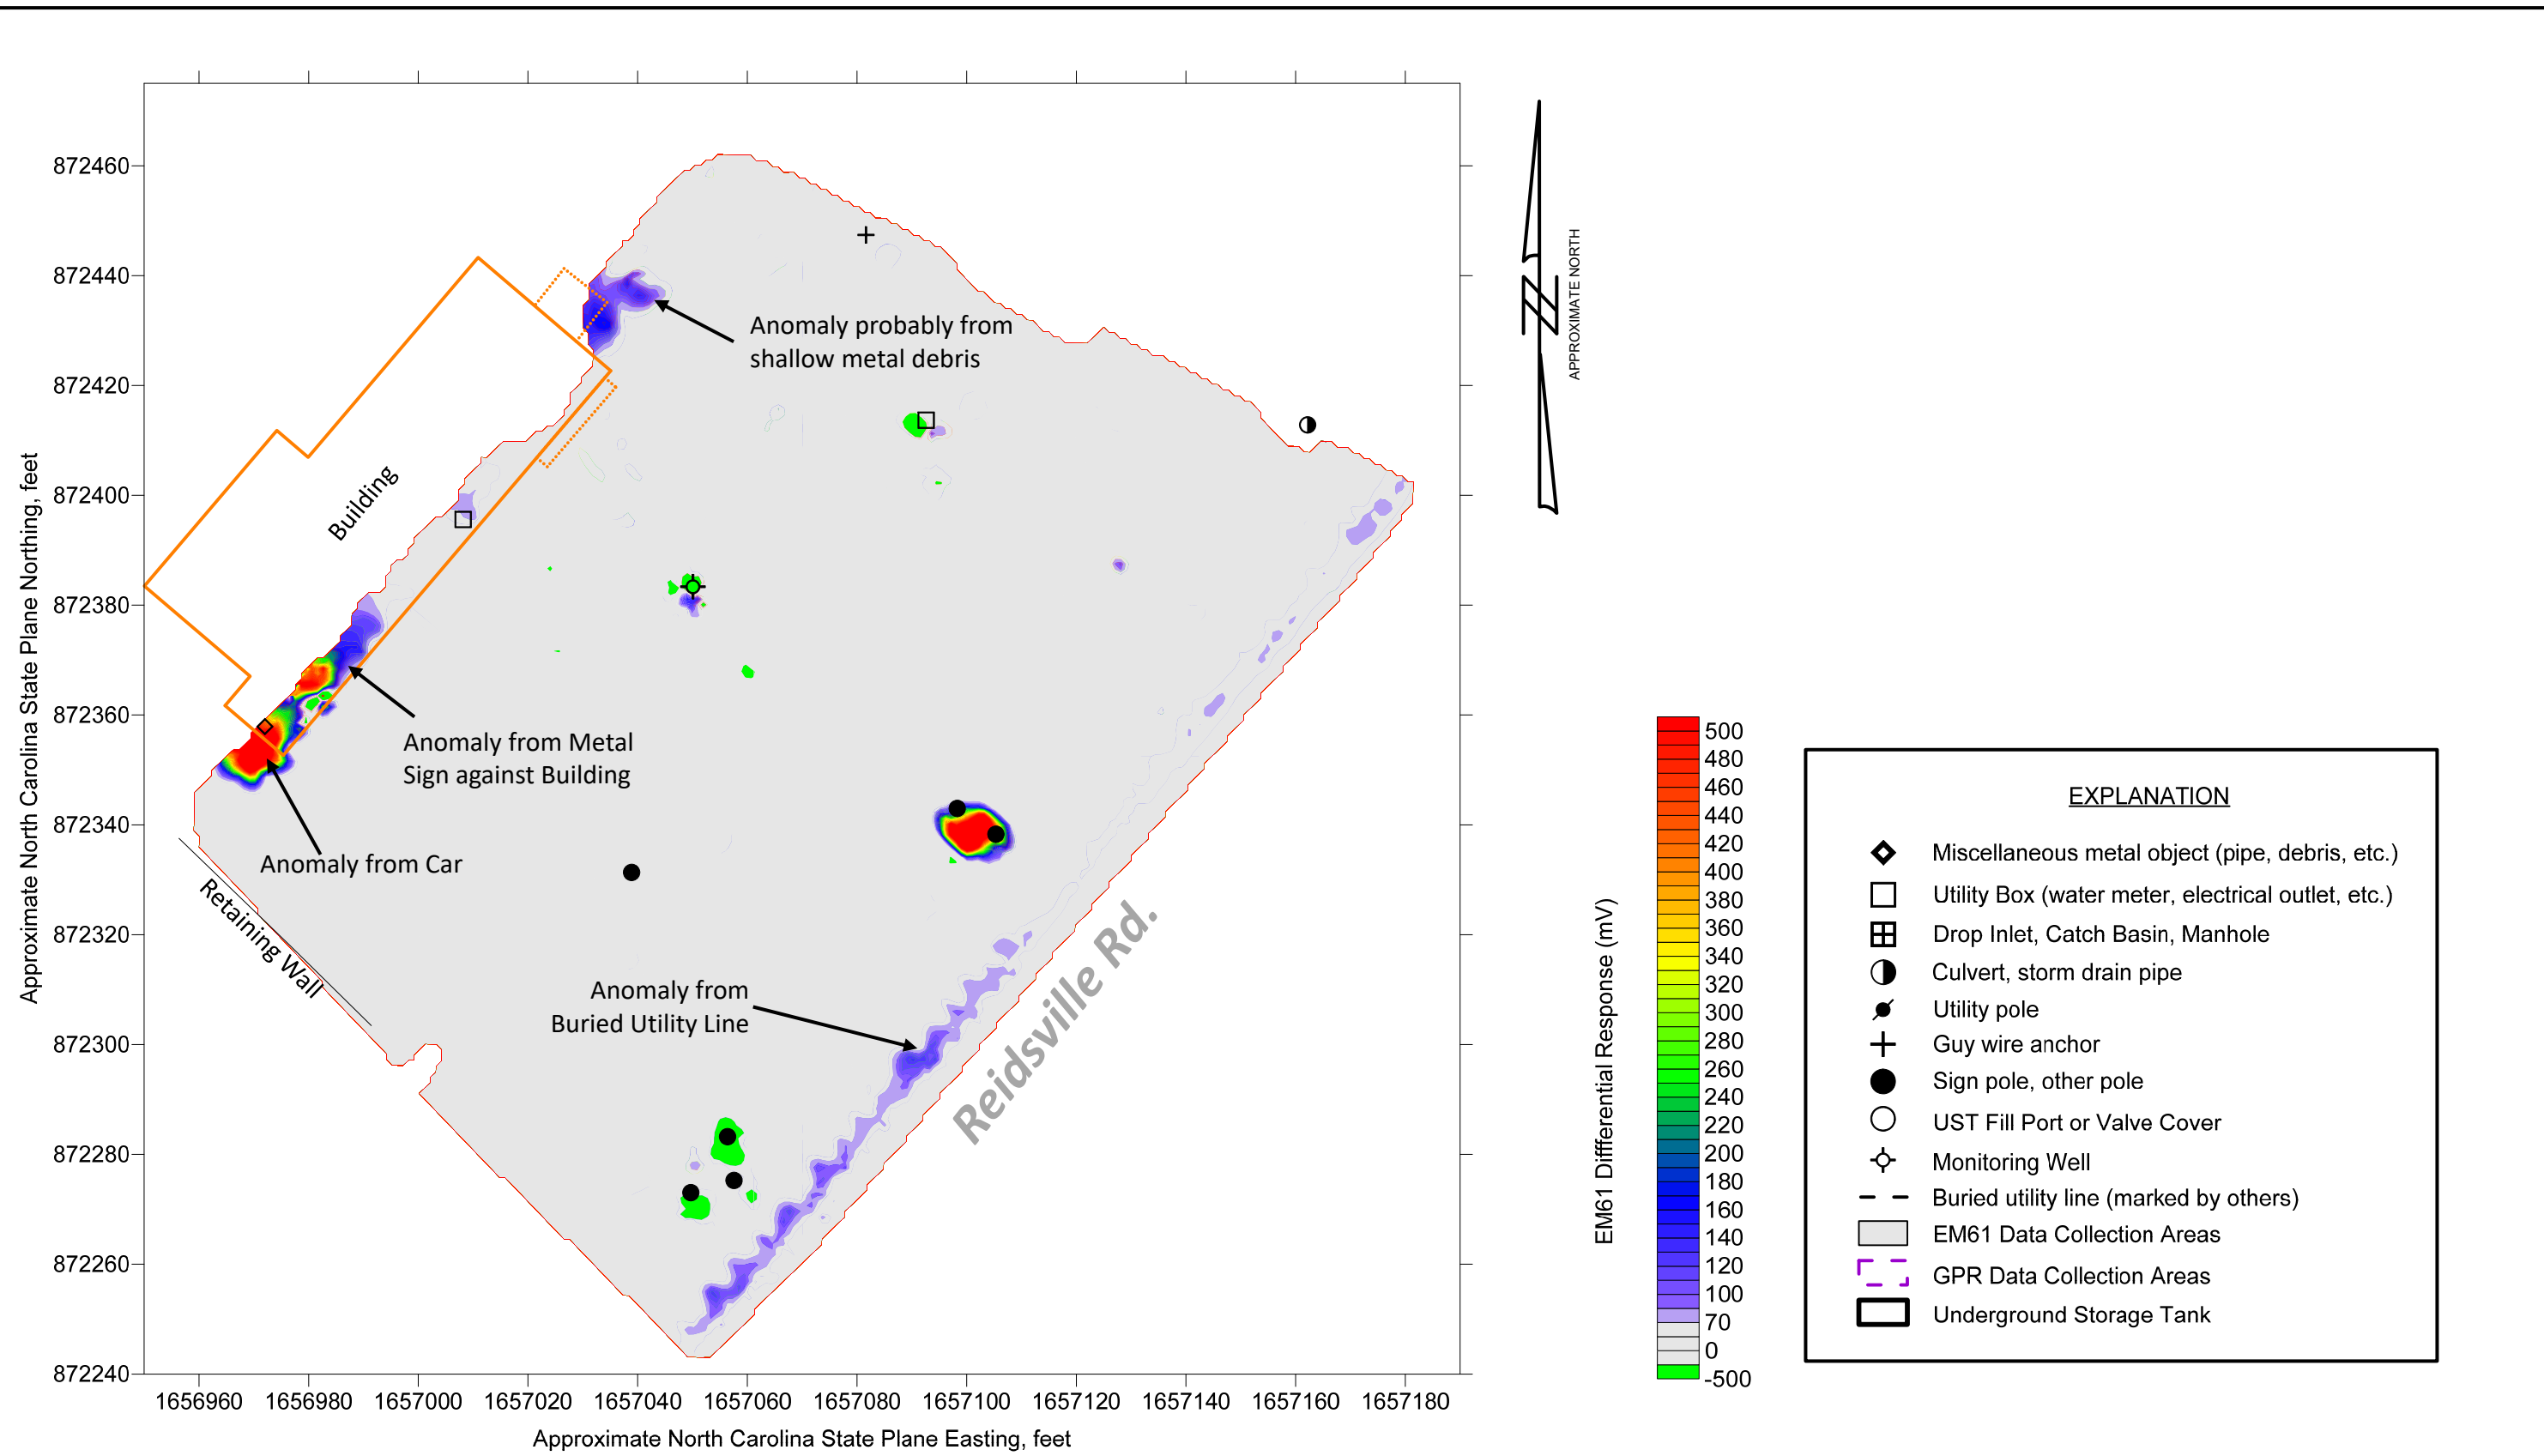 872460
872440
872420
872400
872380
872360
872340
872320
872300
872280
872260
872240
Approximate North Carolina State Plane Northing, feet
1656960
1656980
1657000
1657020
1657040
1657060
1657080
1657100
1657120
1657140
1657160
1657180
Approximate North Carolina State Plane Easting, feet
Building
Anomaly probably from
shallow metal debris
Anomaly from Metal
Sign against Building
Anomaly from Car
Retaining Wall
Anomaly from
Buried Utility Line
Reidsville Rd.
N
APPROXIMATE NORTH
EM61 Differential Response (mV)
500
480
460
440
420
400
380
360
340
320
300
280
260
240
220
200
180
160
140
120
100
70
0
-500
EXPLANATION
Miscellaneous metal object (pipe, debris, etc.)
Utility Box (water meter, electrical outlet, etc.)
Drop Inlet, Catch Basin, Manhole
Culvert, storm drain pipe
Utility pole
Guy wire anchor
Sign pole, other pole
UST Fill Port or Valve Cover
Monitoring Well
Buried utility line (marked by others)
EM61 Data Collection Areas
GPR Data Collection Areas
Underground Storage Tank